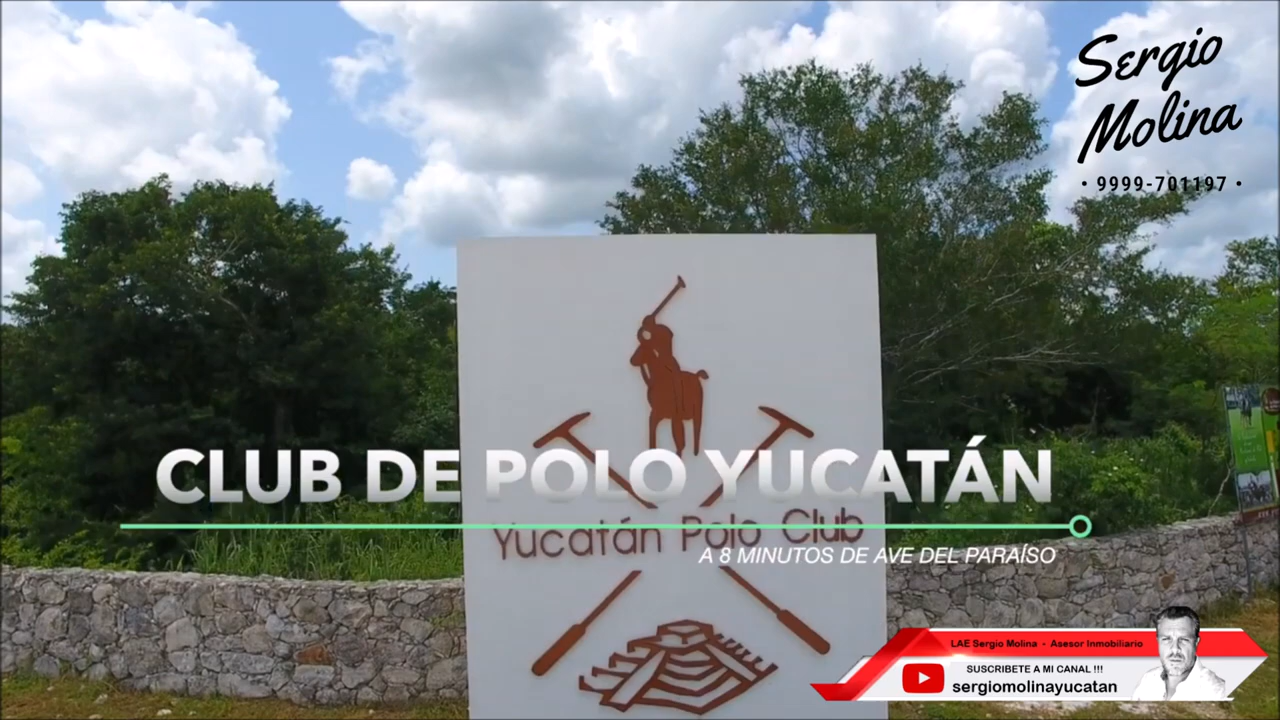 Sergio
Molina
• 9999-701197 •
CLUB DE POLO YUCATÁN
Yucatán Polo Club
A 8 MINUTOS DE AVE DEL PARAÍSO
LAE Sergio Molina - Asesor Inmobiliario
SUSCRIBETE A MI CANAL !!!
sergiomolinayucatan